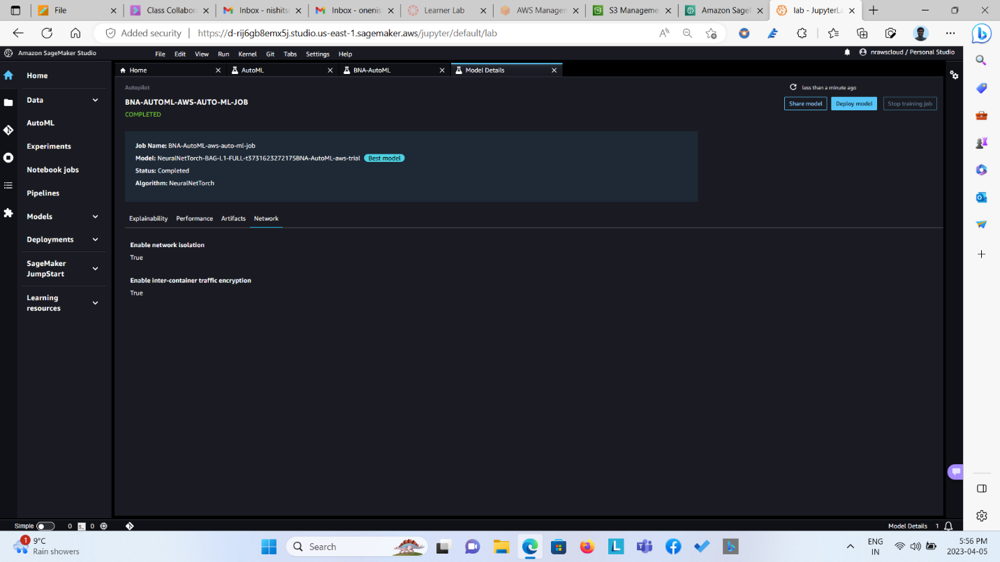 File
Class Collabora
Inbox - nishits
Inbox - onenis
Learner Lab
AWS Managem
S3 Manageme
Amazon Sagel
lab - JupyterLa
Added security
https://d-rij6gb8emx5j.studio.us-east-1.sagemaker.aws/jupyter/default/lab
Amazon SageMaker Studio
File Edit View Run Kernel Git Tabs Settings Help
nrawscloud / Personal Studio
Home
Data
AutoML
Experiments
Notebook jobs
Pipelines
Models
Deployments
SageMaker
JumpStart
Learning
resources
Home
AutoML
BNA-AutoML
Model Details
Autopilot
less than a minute ago
BNA-AUTOML-AWS-AUTO-ML-JOB
Share model
Deploy model
Stop training job
COMPLETED
Job Name: BNA-AutoML-aws-auto-ml-job
Model: NeuralNetTorch-BAG-L1-FULL-t3731623272175BNA-AutoML-aws-trial Best model
Status: Completed
Algorithm: NeuralNetTorch
Explainability Performance Artifacts Network
Enable network isolation
True
Enable inter-container traffic encryption
True
Simple
0
0
Model Details
1
1
9°C
Rain showers
Search
ENG
IN
5:56 PM
2023-04-05